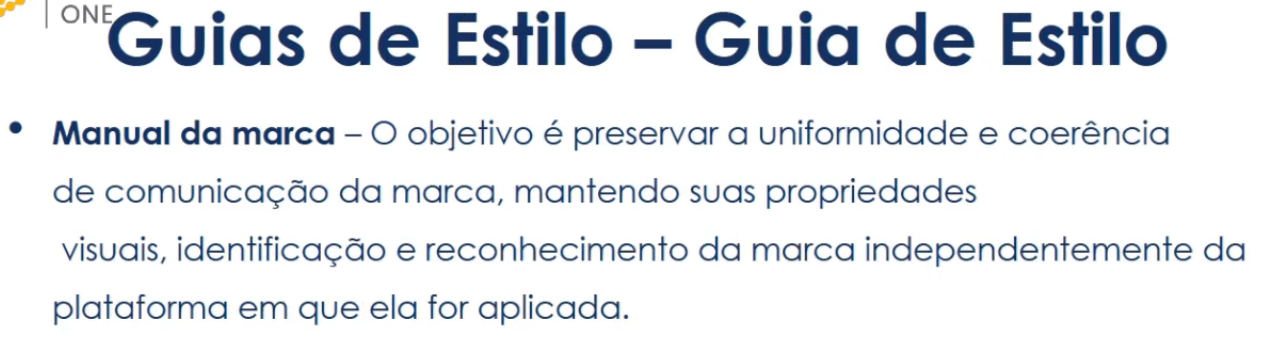 ONE
Guias de Estilo – Guia de Estilo
• Manual da marca – O objetivo é preservar a uniformidade e coerência
de comunicação da marca, mantendo suas propriedades
visuais, identificação e reconhecimento da marca independentemente da
plataforma em que ela for aplicada.